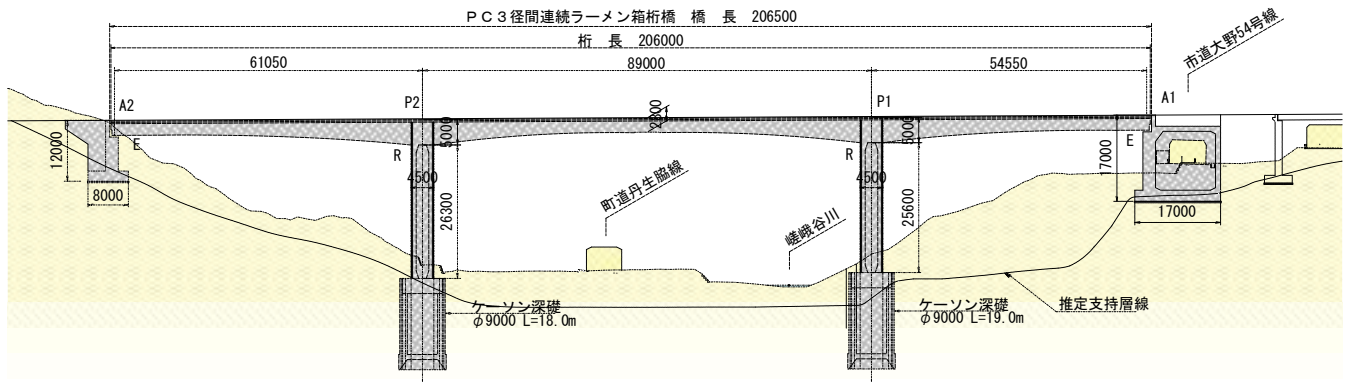 PC3径間連続ラーメン箱桁橋 橋 長 206500
桁 長 206000
61050
89000
54550
市道大野54号線
A2
P2
P1
A1
2800
5000
5000
E
R
R
E
12000
8000
4500
4500
26300
25600
17000
17000
町道丹生脇線
嵯峨谷川
ケーソン深礎
φ9000 L=18.0m
ケーソン深礎
φ9000 L=19.0m
推定支持層線